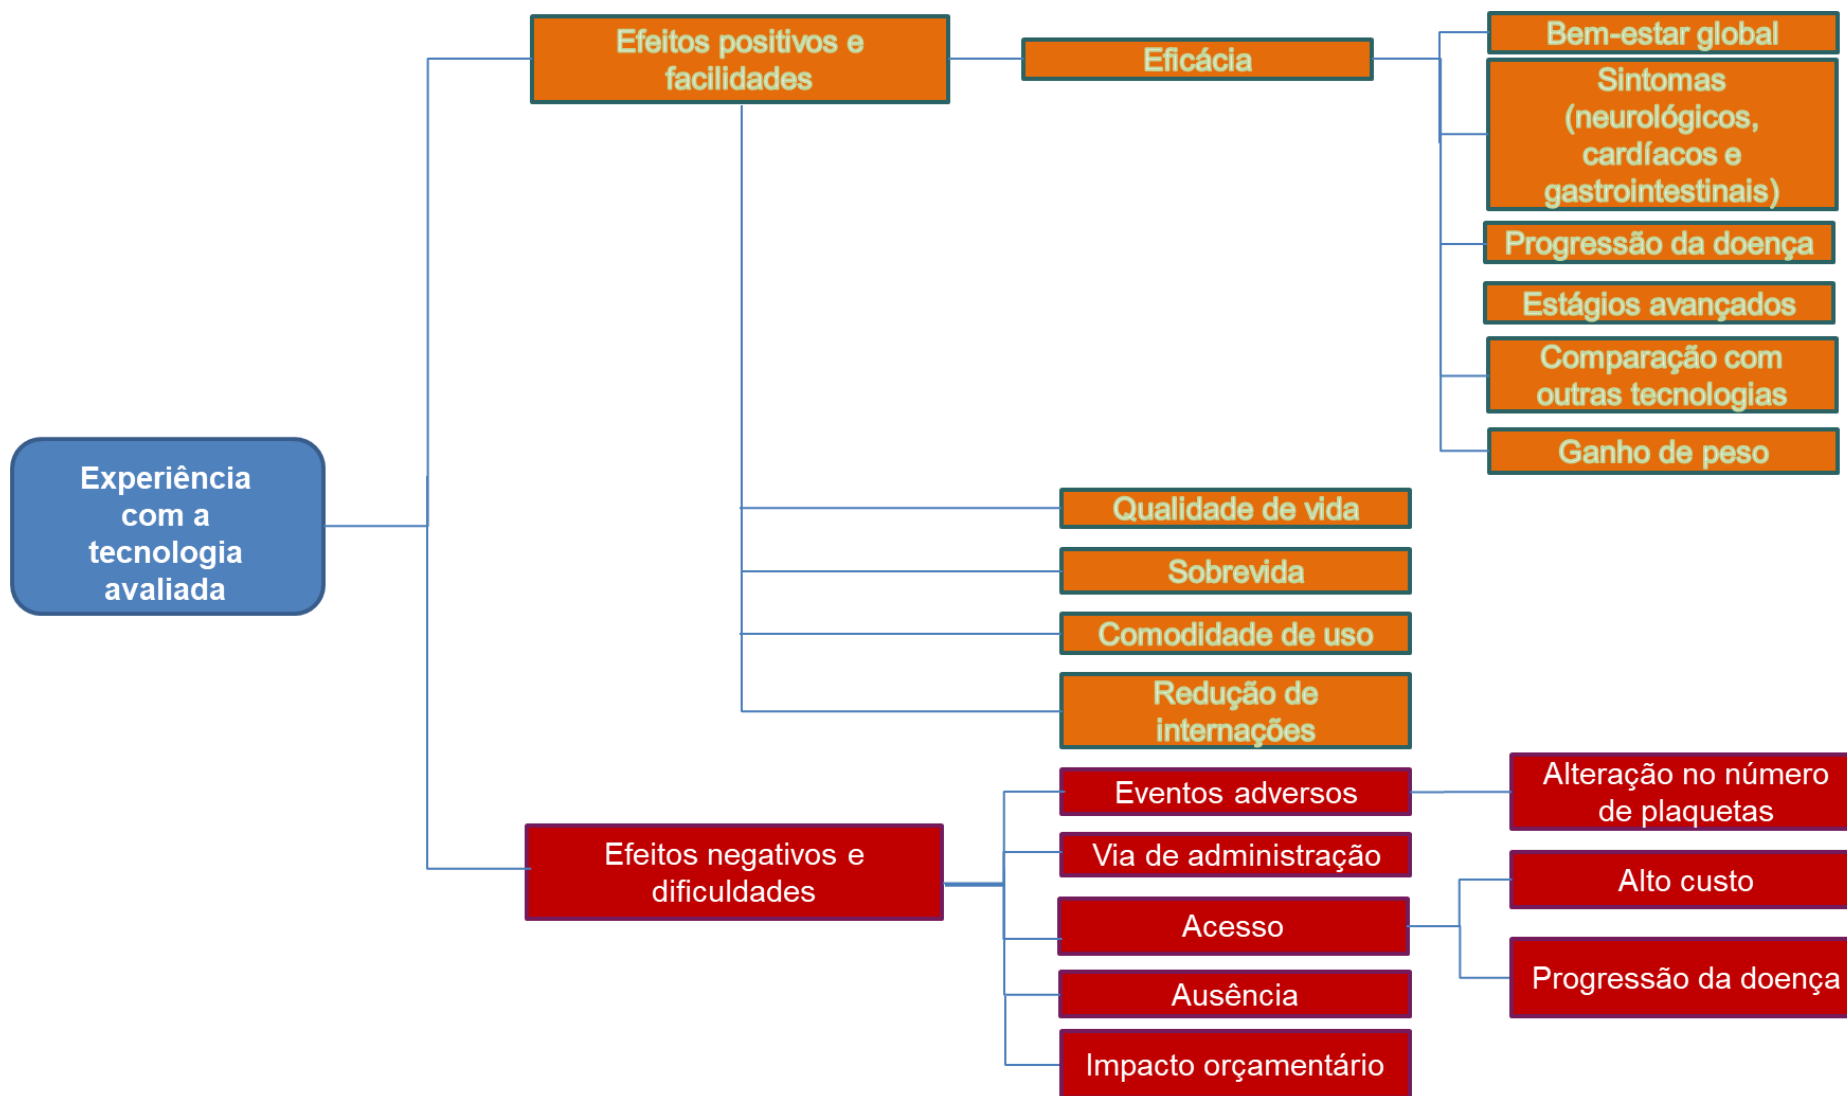 Experiência
com a
tecnologia
avaliada
Efeitos positivos e
facilidades
Eficácia
Bem-estar global
Sintomas
(neurológicos,
cardíacos e
gastrointestinais)
Progressão da doença
Estágios avançados
Comparação com
outras tecnologias
Ganho de peso
Qualidade de vida
Sobrevida
Comodidade de uso
Redução de
internações
Efeitos negativos e
dificuldades
Eventos adversos
Alteração no número
de plaquetas
Via de administração
Acesso
Alto custo
Progressão da doença
Ausência
Impacto orçamentário